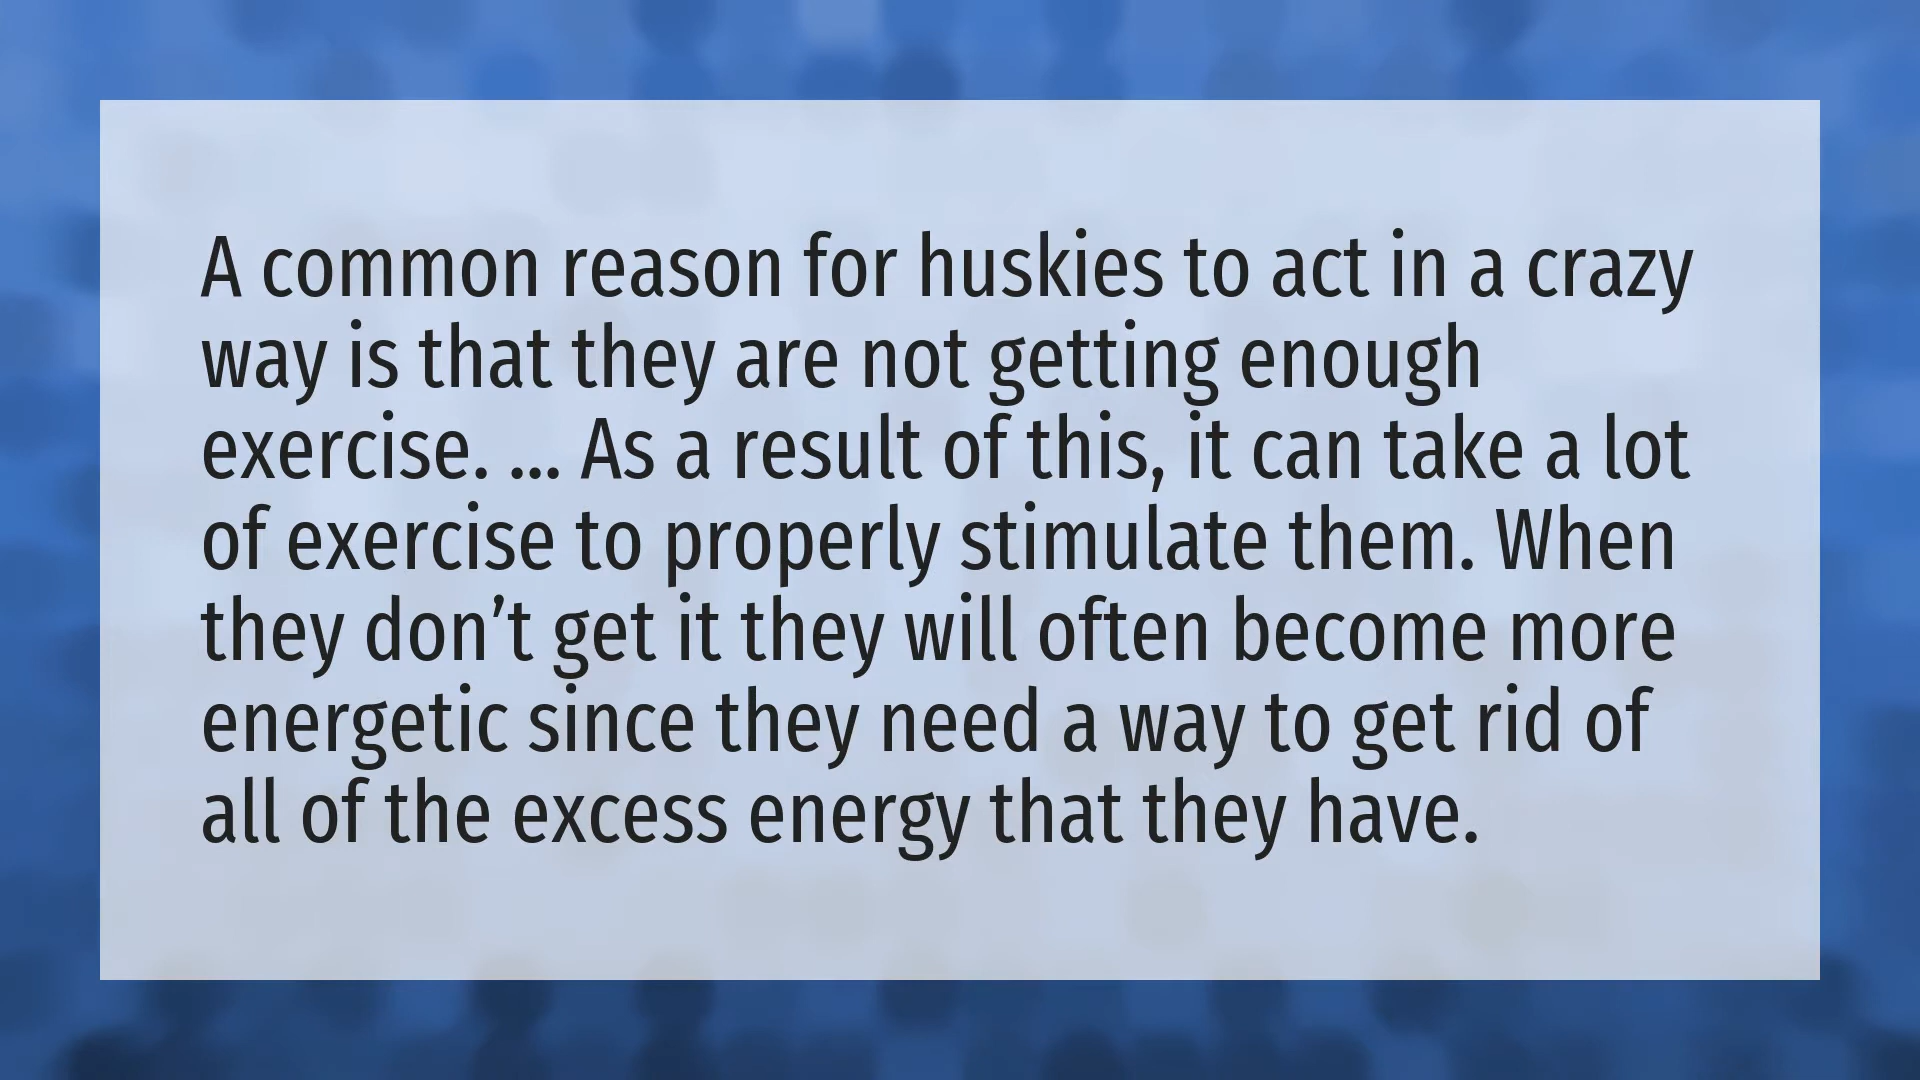 A common reason for huskies to act in a crazy
way is that they are not getting enough
exercise. ... As a result of this, it can take a lot
of exercise to properly stimulate them. When
they don’t get it they will often become more
energetic since they need a way to get rid of
all of the excess energy that they have.